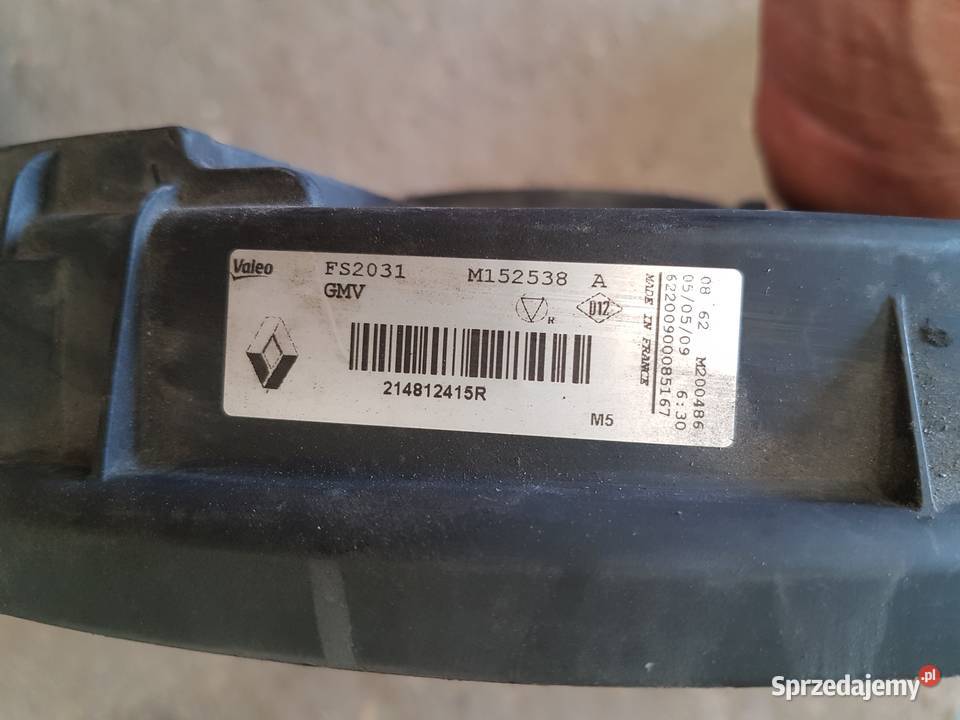 Valeo FS2031 M152538 A
GMV
R
D12
214812415R
M5
08 62 M200486
05/05/09 6:30
62200900085167
MADE IN FRANCE
Sprzedajemy.pl